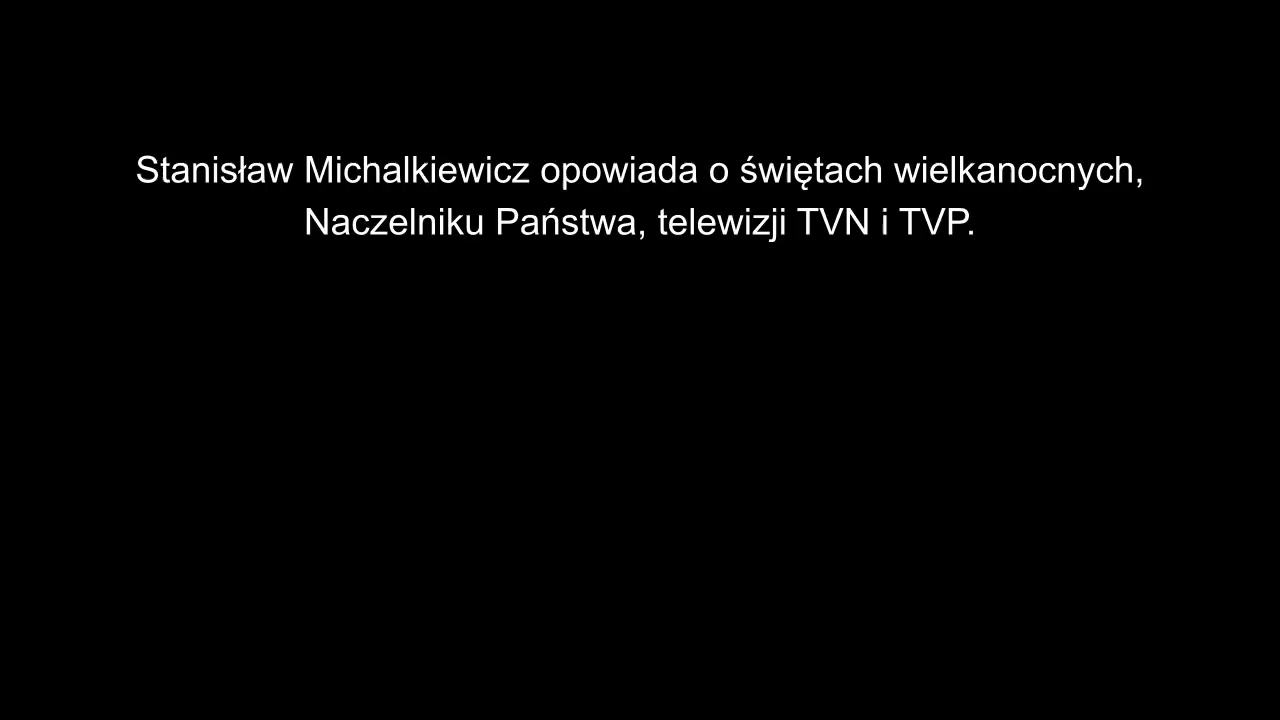 Stanisław Michalkiewicz opowiada o świętach wielkanocnych,
Naczelniku Państwa, telewizji TVN i TVP.